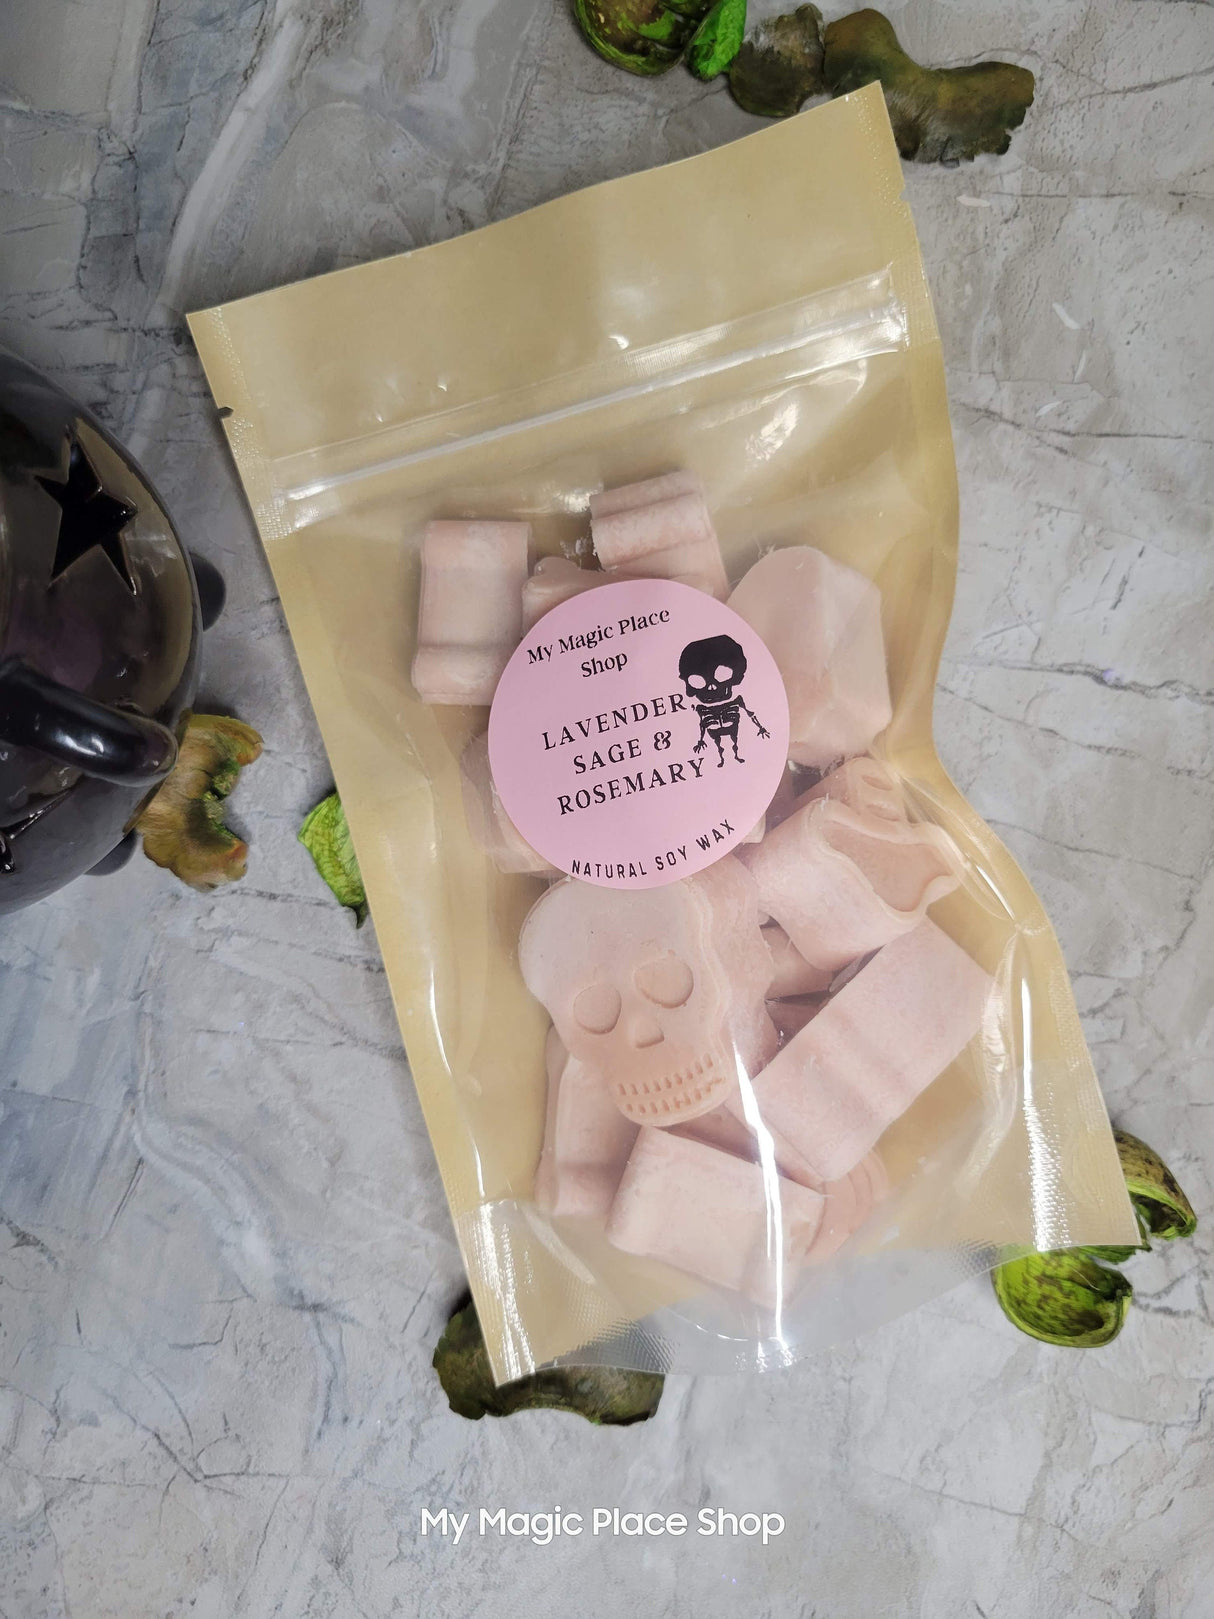 My Magic Place
Shop
LAVENDER,
SAGE &
ROSEMARY
NATURAL SOY WAX
My Magic Place Shop